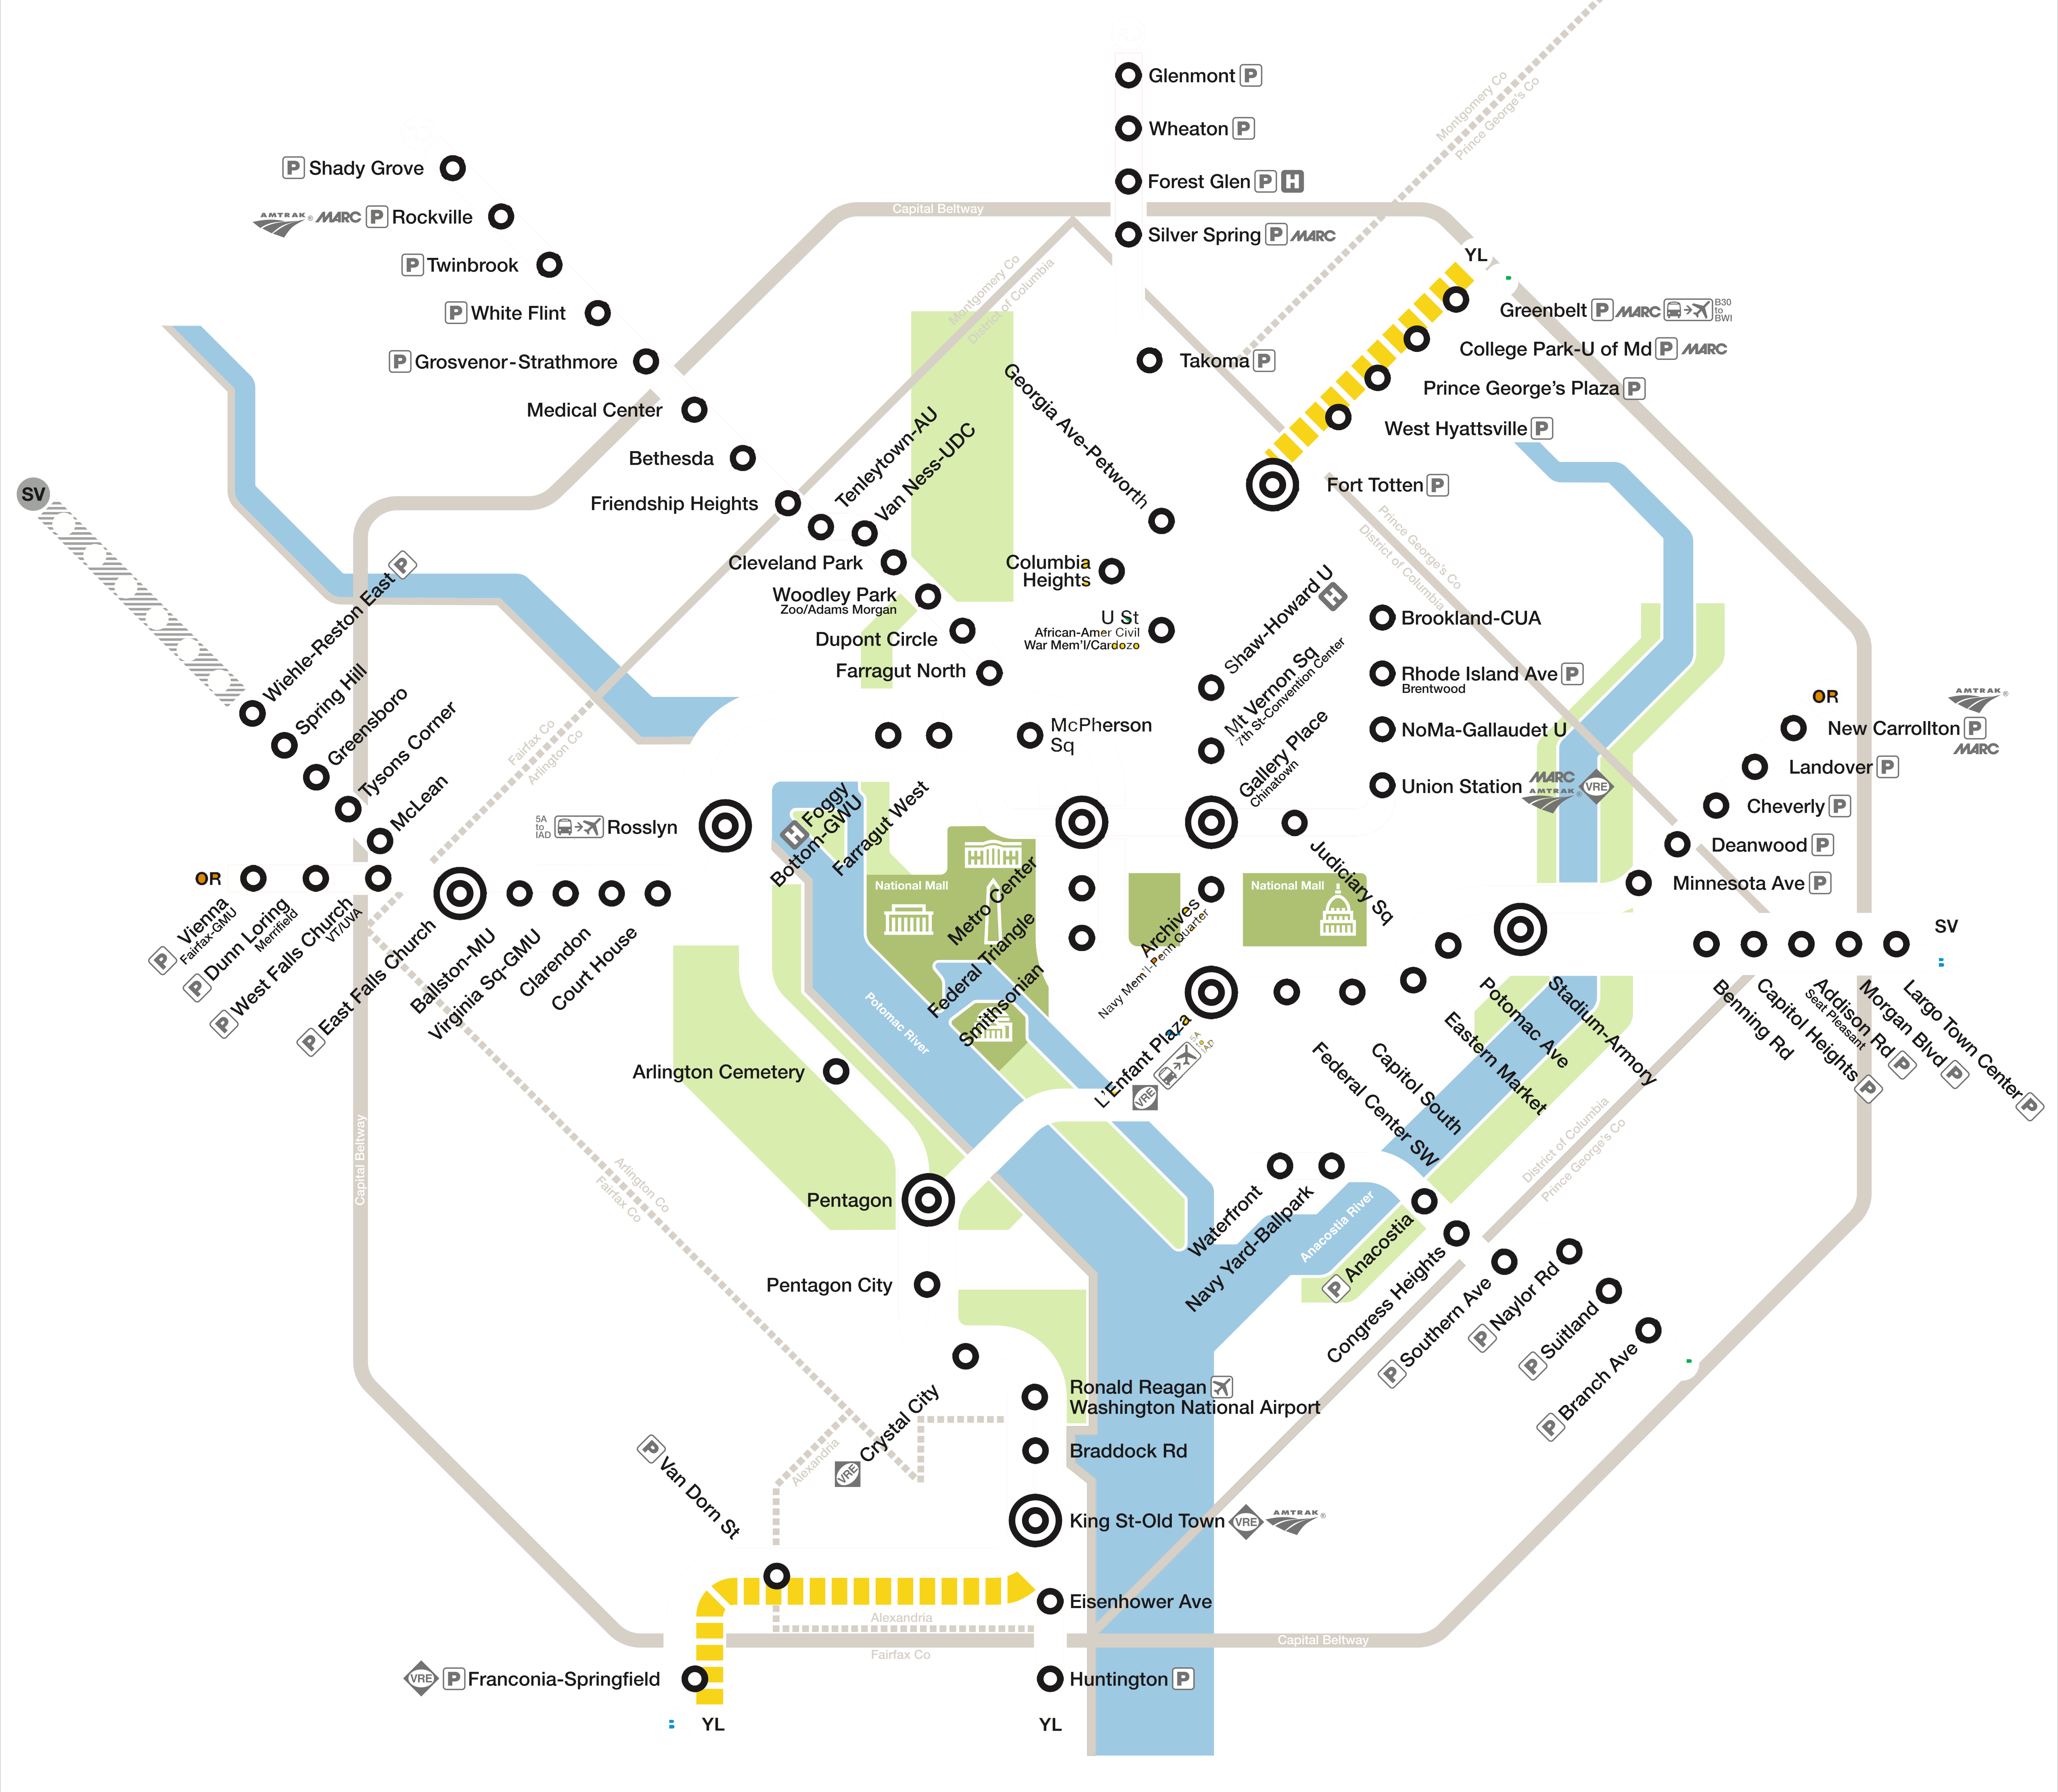 Glenmont P
Wheaton P
Forest Glen P H
Silver Spring P MARC
Takoma P
Montgomery Co
Prince George's Co
Capital Beltway
P Shady Grove
AMTRAK® MARC P Rockville
P Twinbrook
P White Flint
P Grosvenor-Strathmore
Medical Center
Bethesda
Friendship Heights
Tenleytown-AU
Van Ness-UDC
Cleveland Park
Woodley Park
Zoo/Adams Morgan
Dupont Circle
Farragut North
Montgomery Co
District of Columbia
YL
Greenbelt P MARC B30
to
BWI
College Park-U of Md P MARC
Prince George's Plaza P
West Hyattsville P
Fort Totten P
Georgia Ave-Petworth
Columbia
Heights
U St
African-Amer Civil
War Mem'l/Cardozo
Shaw-Howard U H
Mt Vernon Sq
7th St-Convention Center
Gallery Place
Chinatown
Prince George's Co
District of Columbia
Brookland-CUA
Rhode Island Ave P
Brentwood
NoMa-Gallaudet U
Union Station MARC
AMTRAK® VRE
SV
Wiehle-Reston East P
Spring Hill
Greensboro
Tysons Corner
McLean
Fairfax Co
Arlington Co
McPherson
Sq
OR
AMTRAK®
New Carrollton P
MARC
Landover P
Cheverly P
Deanwood P
Minnesota Ave P
5A
to
IAD
Rosslyn
H Foggy
Bottom-GWU
Farragut West
Metro Center
Federal Triangle
Smithsonian
National Mall
National Mall
Judiciary Sq
Archives
Navy Mem'l-Penn Quarter
L'Enfant Plaza
VRE
5A
to
IAD
OR
P Vienna
Fairfax-GMU
P Dunn Loring
Merrifield
P West Falls Church
VT/UVA
P East Falls Church
Ballston-MU
Virginia Sq-GMU
Clarendon
Court House
Potomac River
Federal Center SW
Capitol South
Eastern Market
Potomac Ave
Stadium-Armory
SV
Benning Rd
Capitol Heights P
Addison Rd P
Seat Pleasant
Morgan Blvd P
Largo Town Center P
Arlington Cemetery
Capital Beltway
Arlington Co
Fairfax Co
Pentagon
Pentagon City
VRE Crystal City
Waterfront
Navy Yard-Ballpark
Anacostia River
District of Columbia
Prince George's Co
P Anacostia
Congress Heights
P Southern Ave
P Naylor Rd
P Suitland
P Branch Ave
Ronald Reagan
Washington National Airport
Braddock Rd
King St-Old Town VRE AMTRAK®
Alexandria
P Van Dorn St
Eisenhower Ave
Alexandria
Fairfax Co
Capital Beltway
VRE P Franconia-Springfield
Huntington P
YL
YL